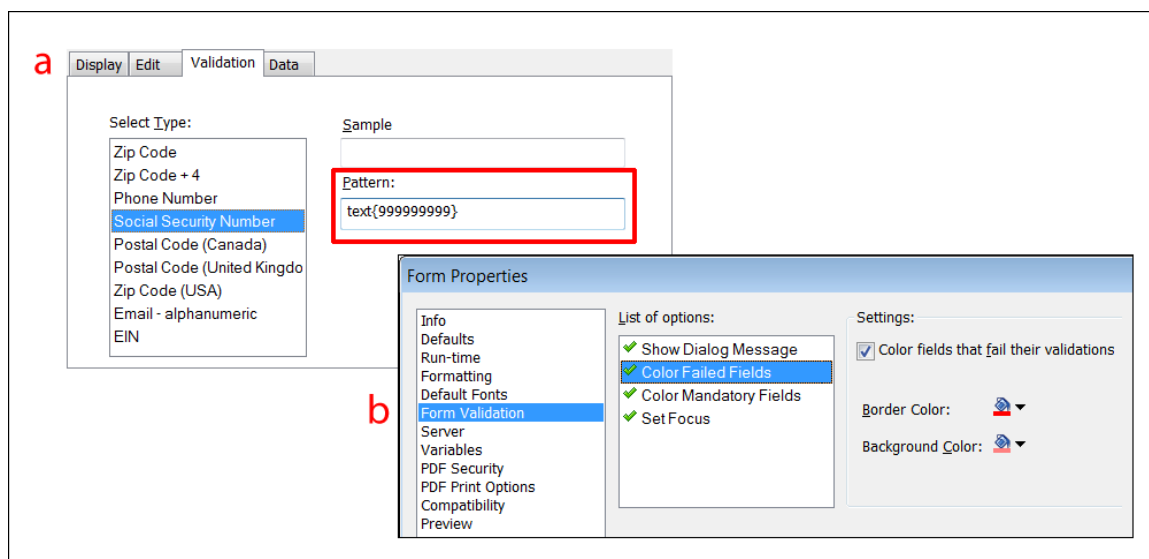 a
Display Edit Validation Data
Select Type:
Zip Code
Zip Code + 4
Phone Number
Social Security Number
Postal Code (Canada)
Postal Code (United Kingdo
Zip Code (USA)
Email - alphanumeric
EIN
Sample
Pattern:
text{999999999}
b
Form Properties
Info
Defaults
Run-time
Formatting
Default Fonts
Form Validation
Server
Variables
PDF Security
PDF Print Options
Compatibility
Preview
List of options:
Show Dialog Message
Color Failed Fields
Color Mandatory Fields
Set Focus
Settings:
Color fields that fail their validations
Border Color:
Background Color: